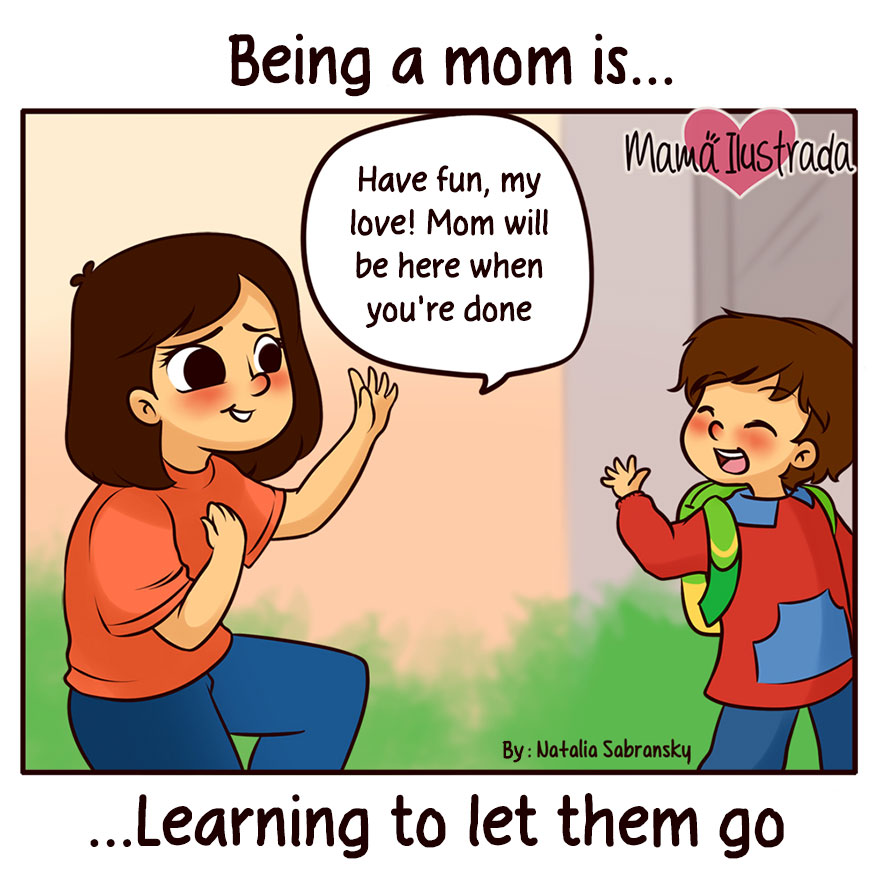 Being a mom is...
Mamá Ilustrada
Have fun, my
love! Mom will
be here when
you're done
By: Natalia Sabransky
...Learning to let them go